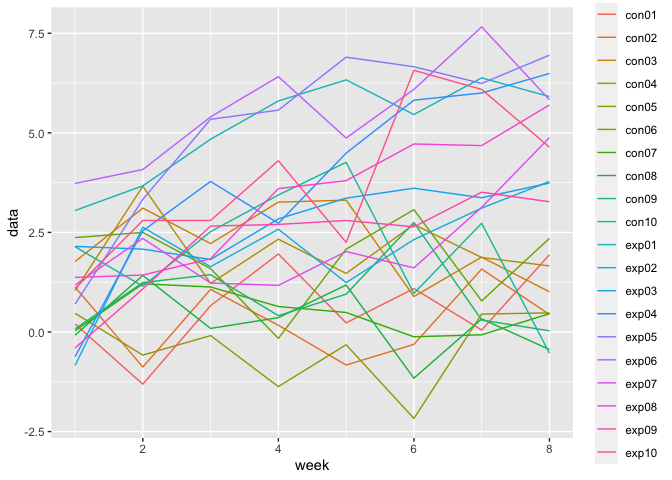 7.5
5.0
2.5
0.0
-2.5
data
2
4
6
8
week
con01
con02
con03
con04
con05
con06
con07
con08
con09
con10
exp01
exp02
exp03
exp04
exp05
exp06
exp07
exp08
exp09
exp10